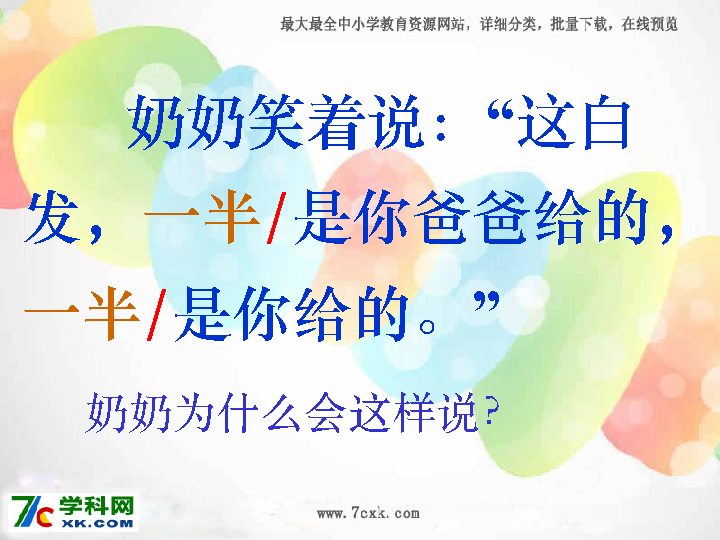 最大最全中小学教育资源网站，详细分类，批量下载，在线预览
奶奶笑着说：“这白
发，一半/是你爸爸给的，
一半/是你给的。”
奶奶为什么会这样说?
7C 学科网
XK.COM
www.7cxk.com